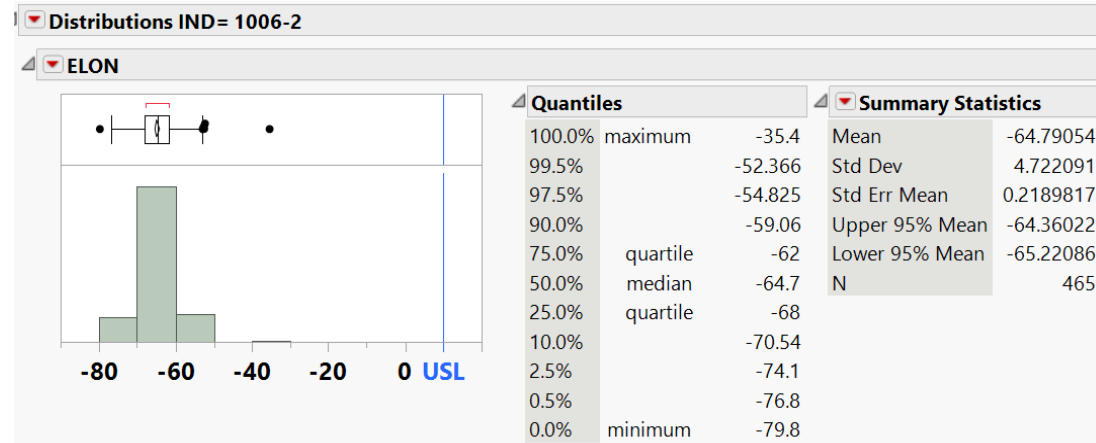 Distributions IND= 1006-2
ELON
-80 -60 -40 -20 0 USL
Quantiles
100.0% maximum -35.4
99.5% -52.366
97.5% -54.825
90.0% -59.06
75.0% quartile -62
50.0% median -64.7
25.0% quartile -68
10.0% -70.54
2.5% -74.1
0.5% -76.8
0.0% minimum -79.8
Summary Statistics
Mean -64.79054
Std Dev 4.722091
Std Err Mean 0.2189817
Upper 95% Mean -64.36022
Lower 95% Mean -65.22086
N 465